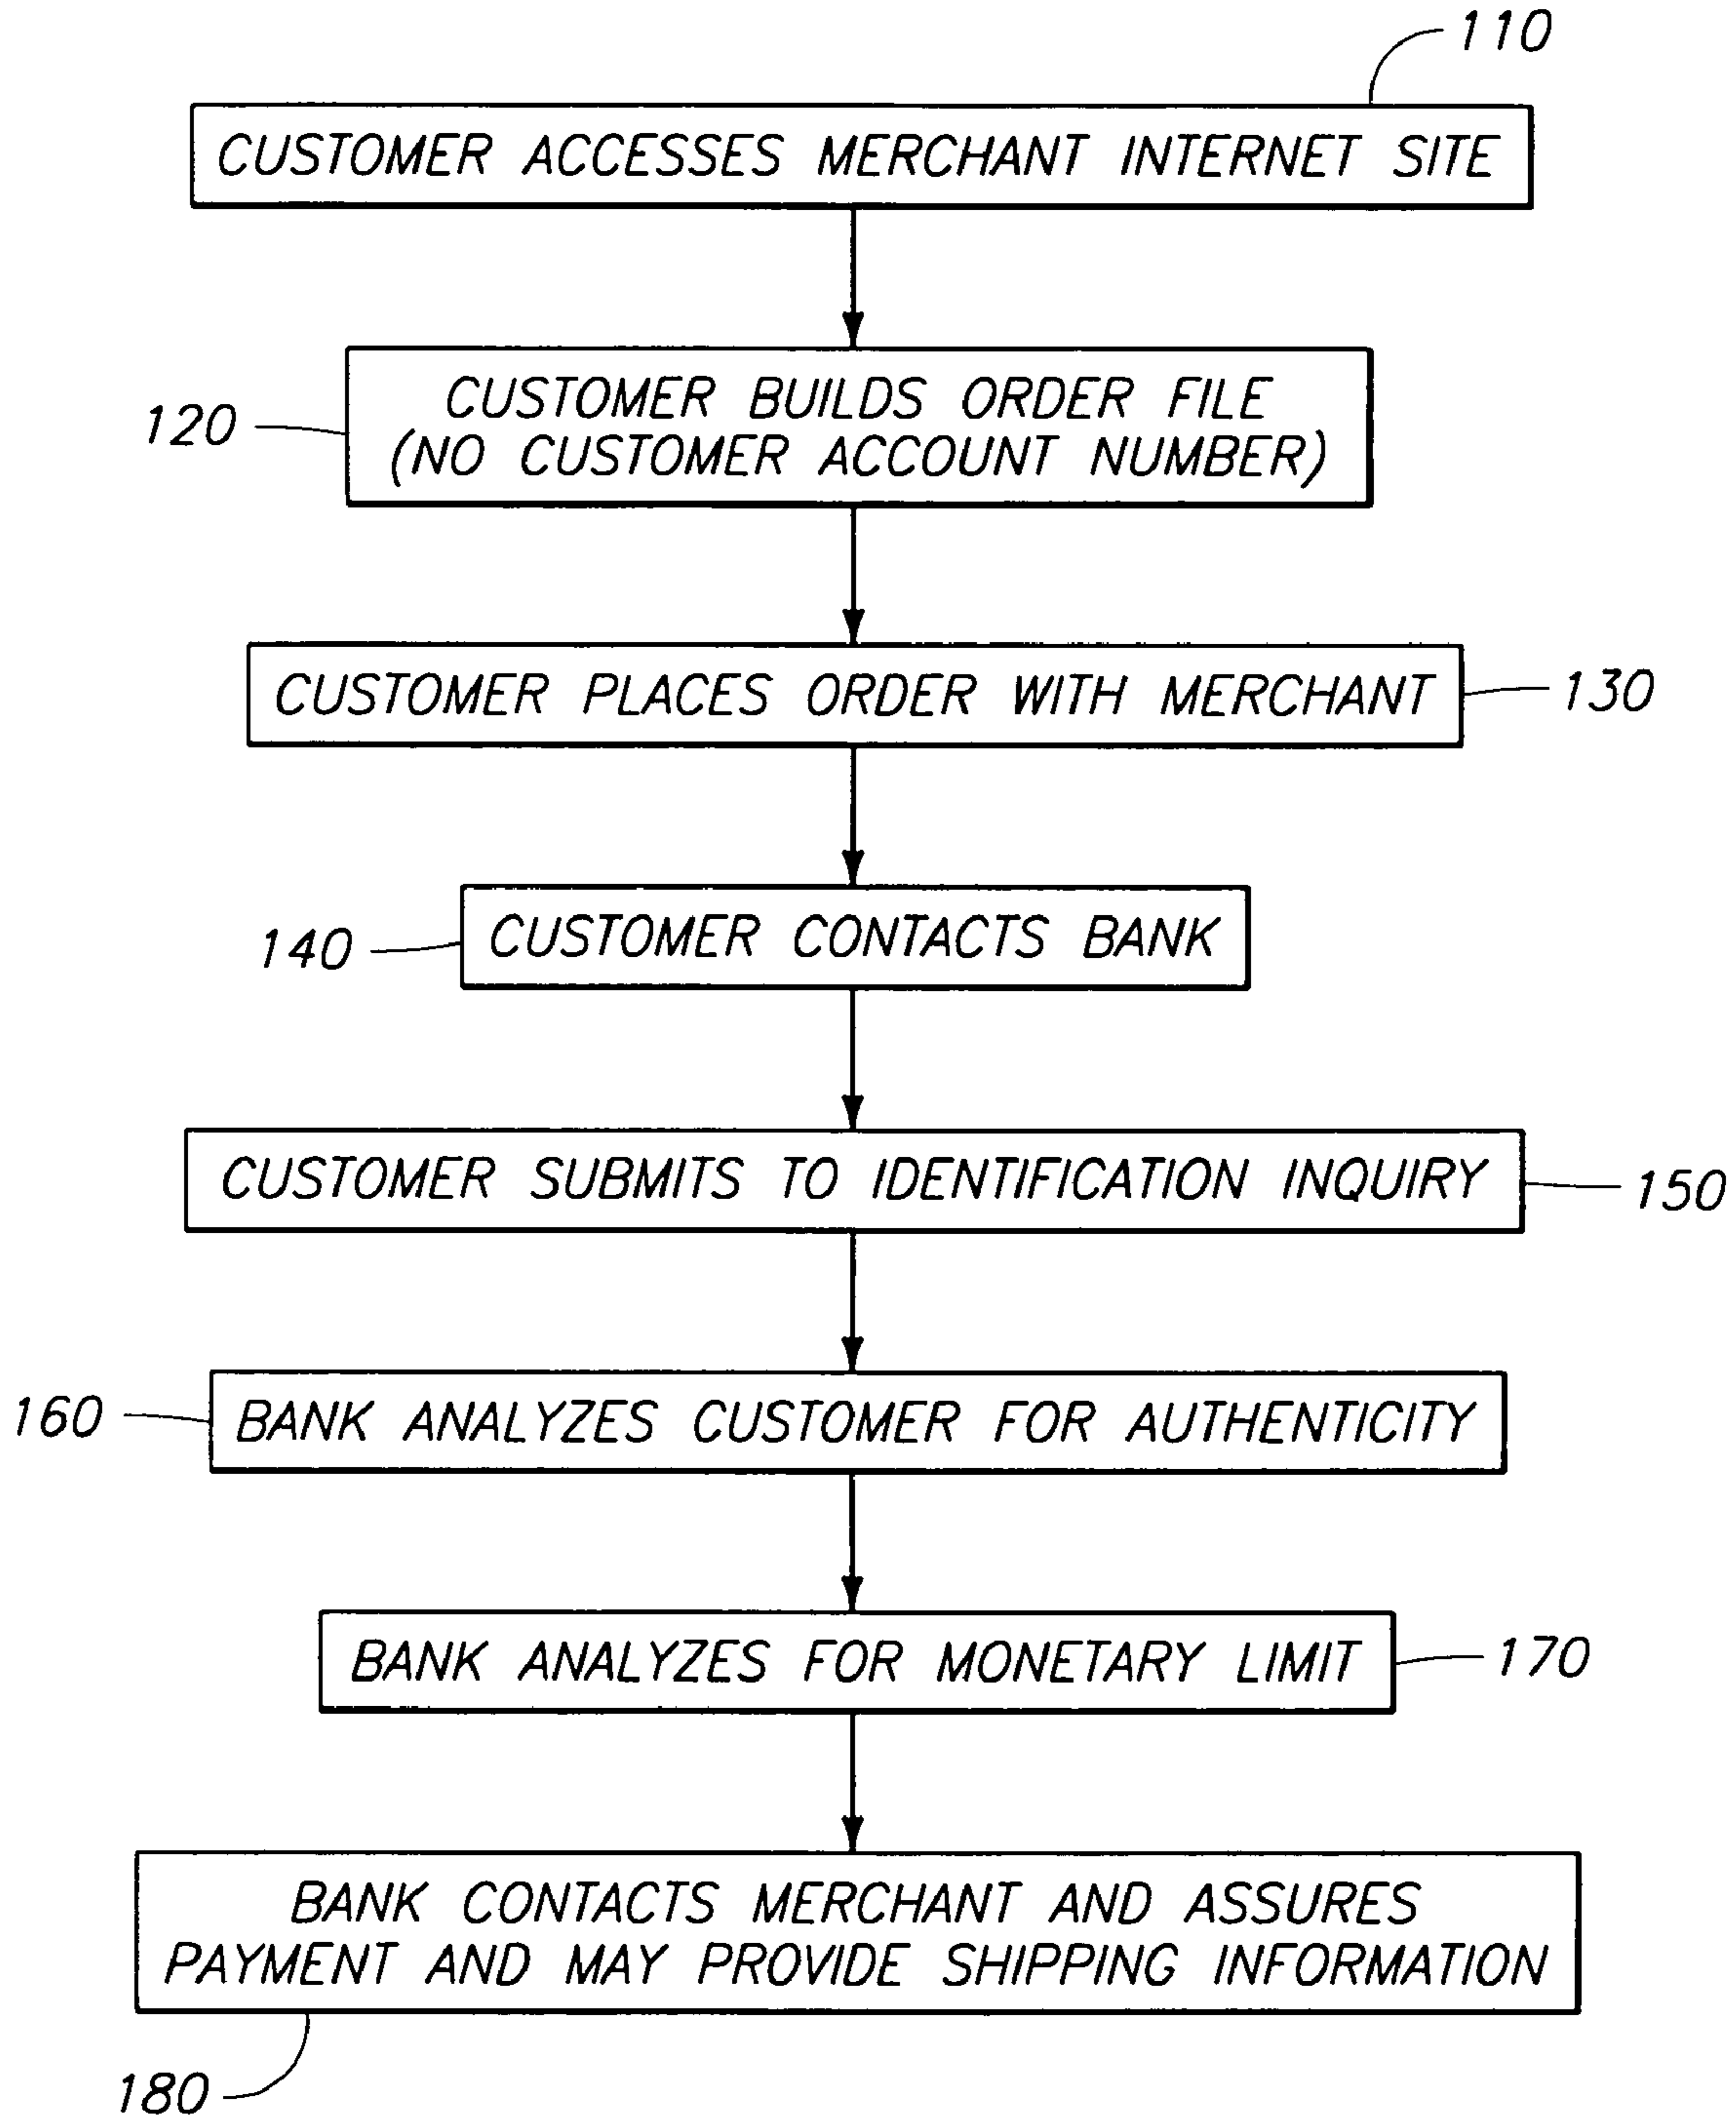 110
CUSTOMER ACCESSES MERCHANT INTERNET SITE
120
CUSTOMER BUILDS ORDER FILE
(NO CUSTOMER ACCOUNT NUMBER)
CUSTOMER PLACES ORDER WITH MERCHANT
130
140
CUSTOMER CONTACTS BANK
CUSTOMER SUBMITS TO IDENTIFICATION INQUIRY
150
160
BANK ANALYZES CUSTOMER FOR AUTHENTICITY
BANK ANALYZES FOR MONETARY LIMIT
170
BANK CONTACTS MERCHANT AND ASSURES
PAYMENT AND MAY PROVIDE SHIPPING INFORMATION
180